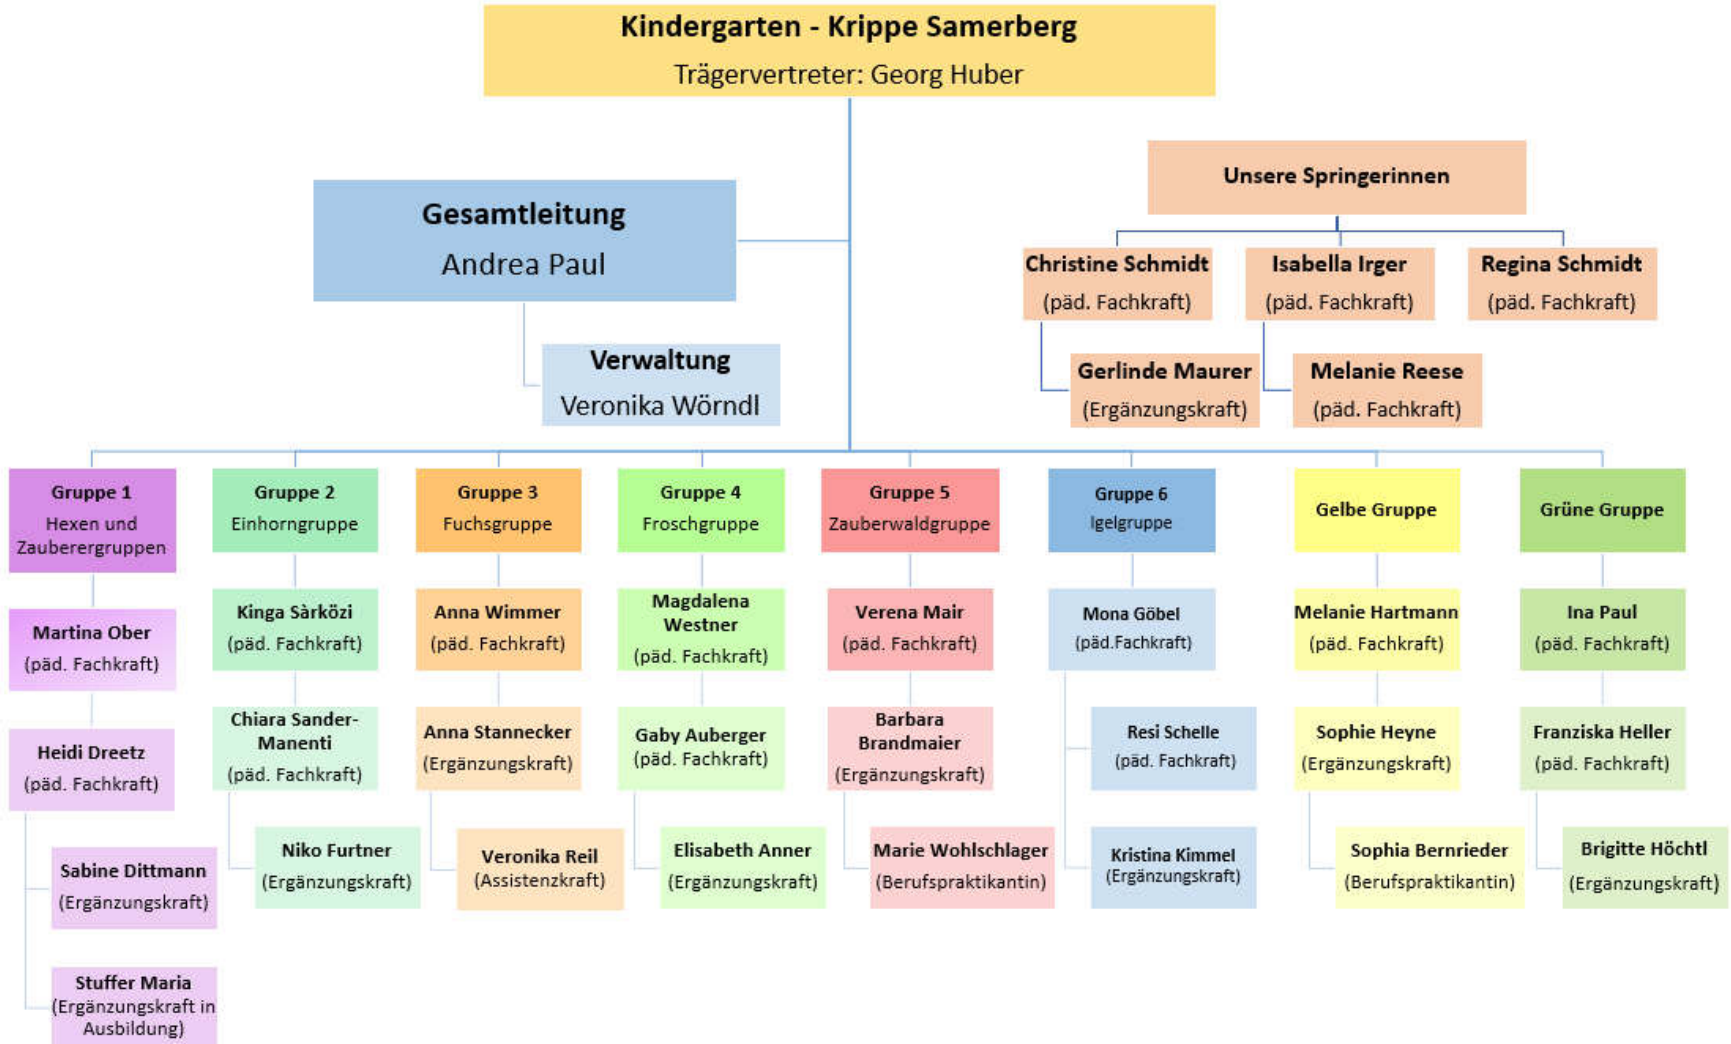 Kindergarten - Krippe Samerberg
Trägervertreter: Georg Huber
Gesamtleitung
Andrea Paul
Verwaltung
Veronika Wörndl
Unsere Springerinnen
Christine Schmidt
(päd. Fachkraft)
Isabella Irger
(päd. Fachkraft)
Regina Schmidt
(päd. Fachkraft)
Gerlinde Maurer
(Ergänzungskraft)
Melanie Reese
(päd. Fachkraft)
Gruppe 1
Hexen und
Zauberergruppen
Martina Ober
(päd. Fachkraft)
Heidi Dreetz
(päd. Fachkraft)
Sabine Dittmann
(Ergänzungskraft)
Stuffer Maria
(Ergänzungskraft in
Ausbildung)
Gruppe 2
Einhorngruppe
Kinga Sàrközi
(päd. Fachkraft)
Chiara Sander-
Manenti
(päd. Fachkraft)
Niko Furtner
(Ergänzungskraft)
Gruppe 3
Fuchsgruppe
Anna Wimmer
(päd. Fachkraft)
Anna Stannecker
(Ergänzungskraft)
Veronika Reil
(Assistenzkraft)
Gruppe 4
Froschgruppe
Magdalena
Westner
(päd. Fachkraft)
Gaby Auberger
(päd. Fachkraft)
Elisabeth Anner
(Ergänzungskraft)
Gruppe 5
Zauberwaldgruppe
Verena Mair
(päd. Fachkraft)
Barbara
Brandmaier
(Ergänzungskraft)
Marie Wohlschlager
(Berufspraktikantin)
Gruppe 6
Igelgruppe
Mona Göbel
(päd.Fachkraft)
Resi Schelle
(päd. Fachkraft)
Kristina Kimmel
(Ergänzungskraft)
Gelbe Gruppe
Melanie Hartmann
(päd. Fachkraft)
Sophie Heyne
(Ergänzungskraft)
Sophia Bernrieder
(Berufspraktikantin)
Grüne Gruppe
Ina Paul
(päd. Fachkraft)
Franziska Heller
(päd. Fachkraft)
Brigitte Höchtl
(Ergänzungskraft)